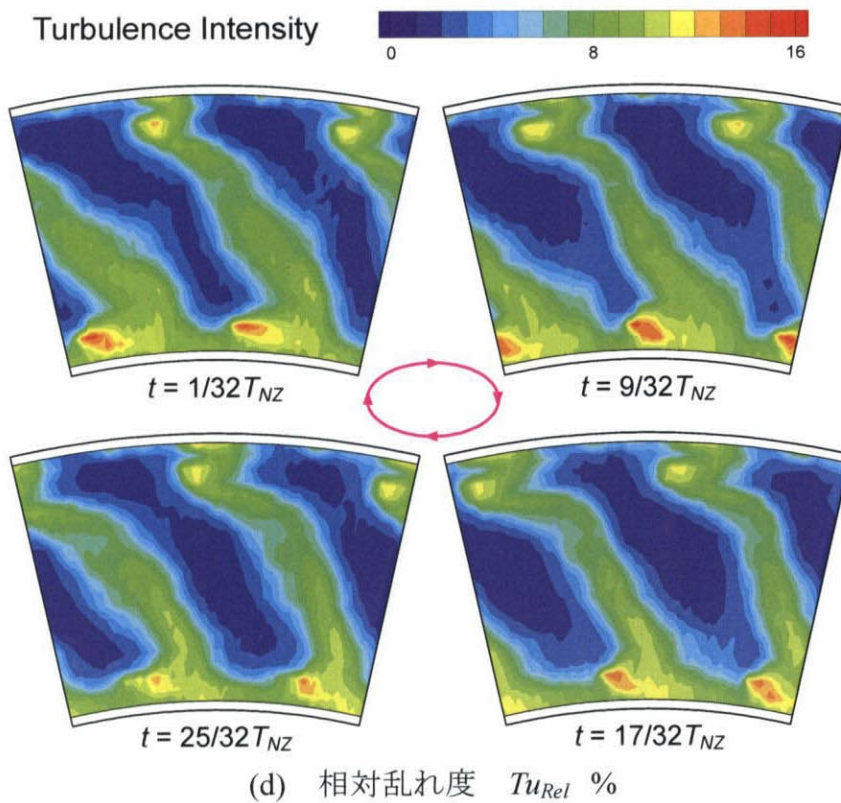 Turbulence Intensity
0 8 16
t = 1/32T_NZ t = 9/32T_NZ
t = 25/32T_NZ t = 17/32T_NZ
(d) 相対乱れ度 Tu_Rel %